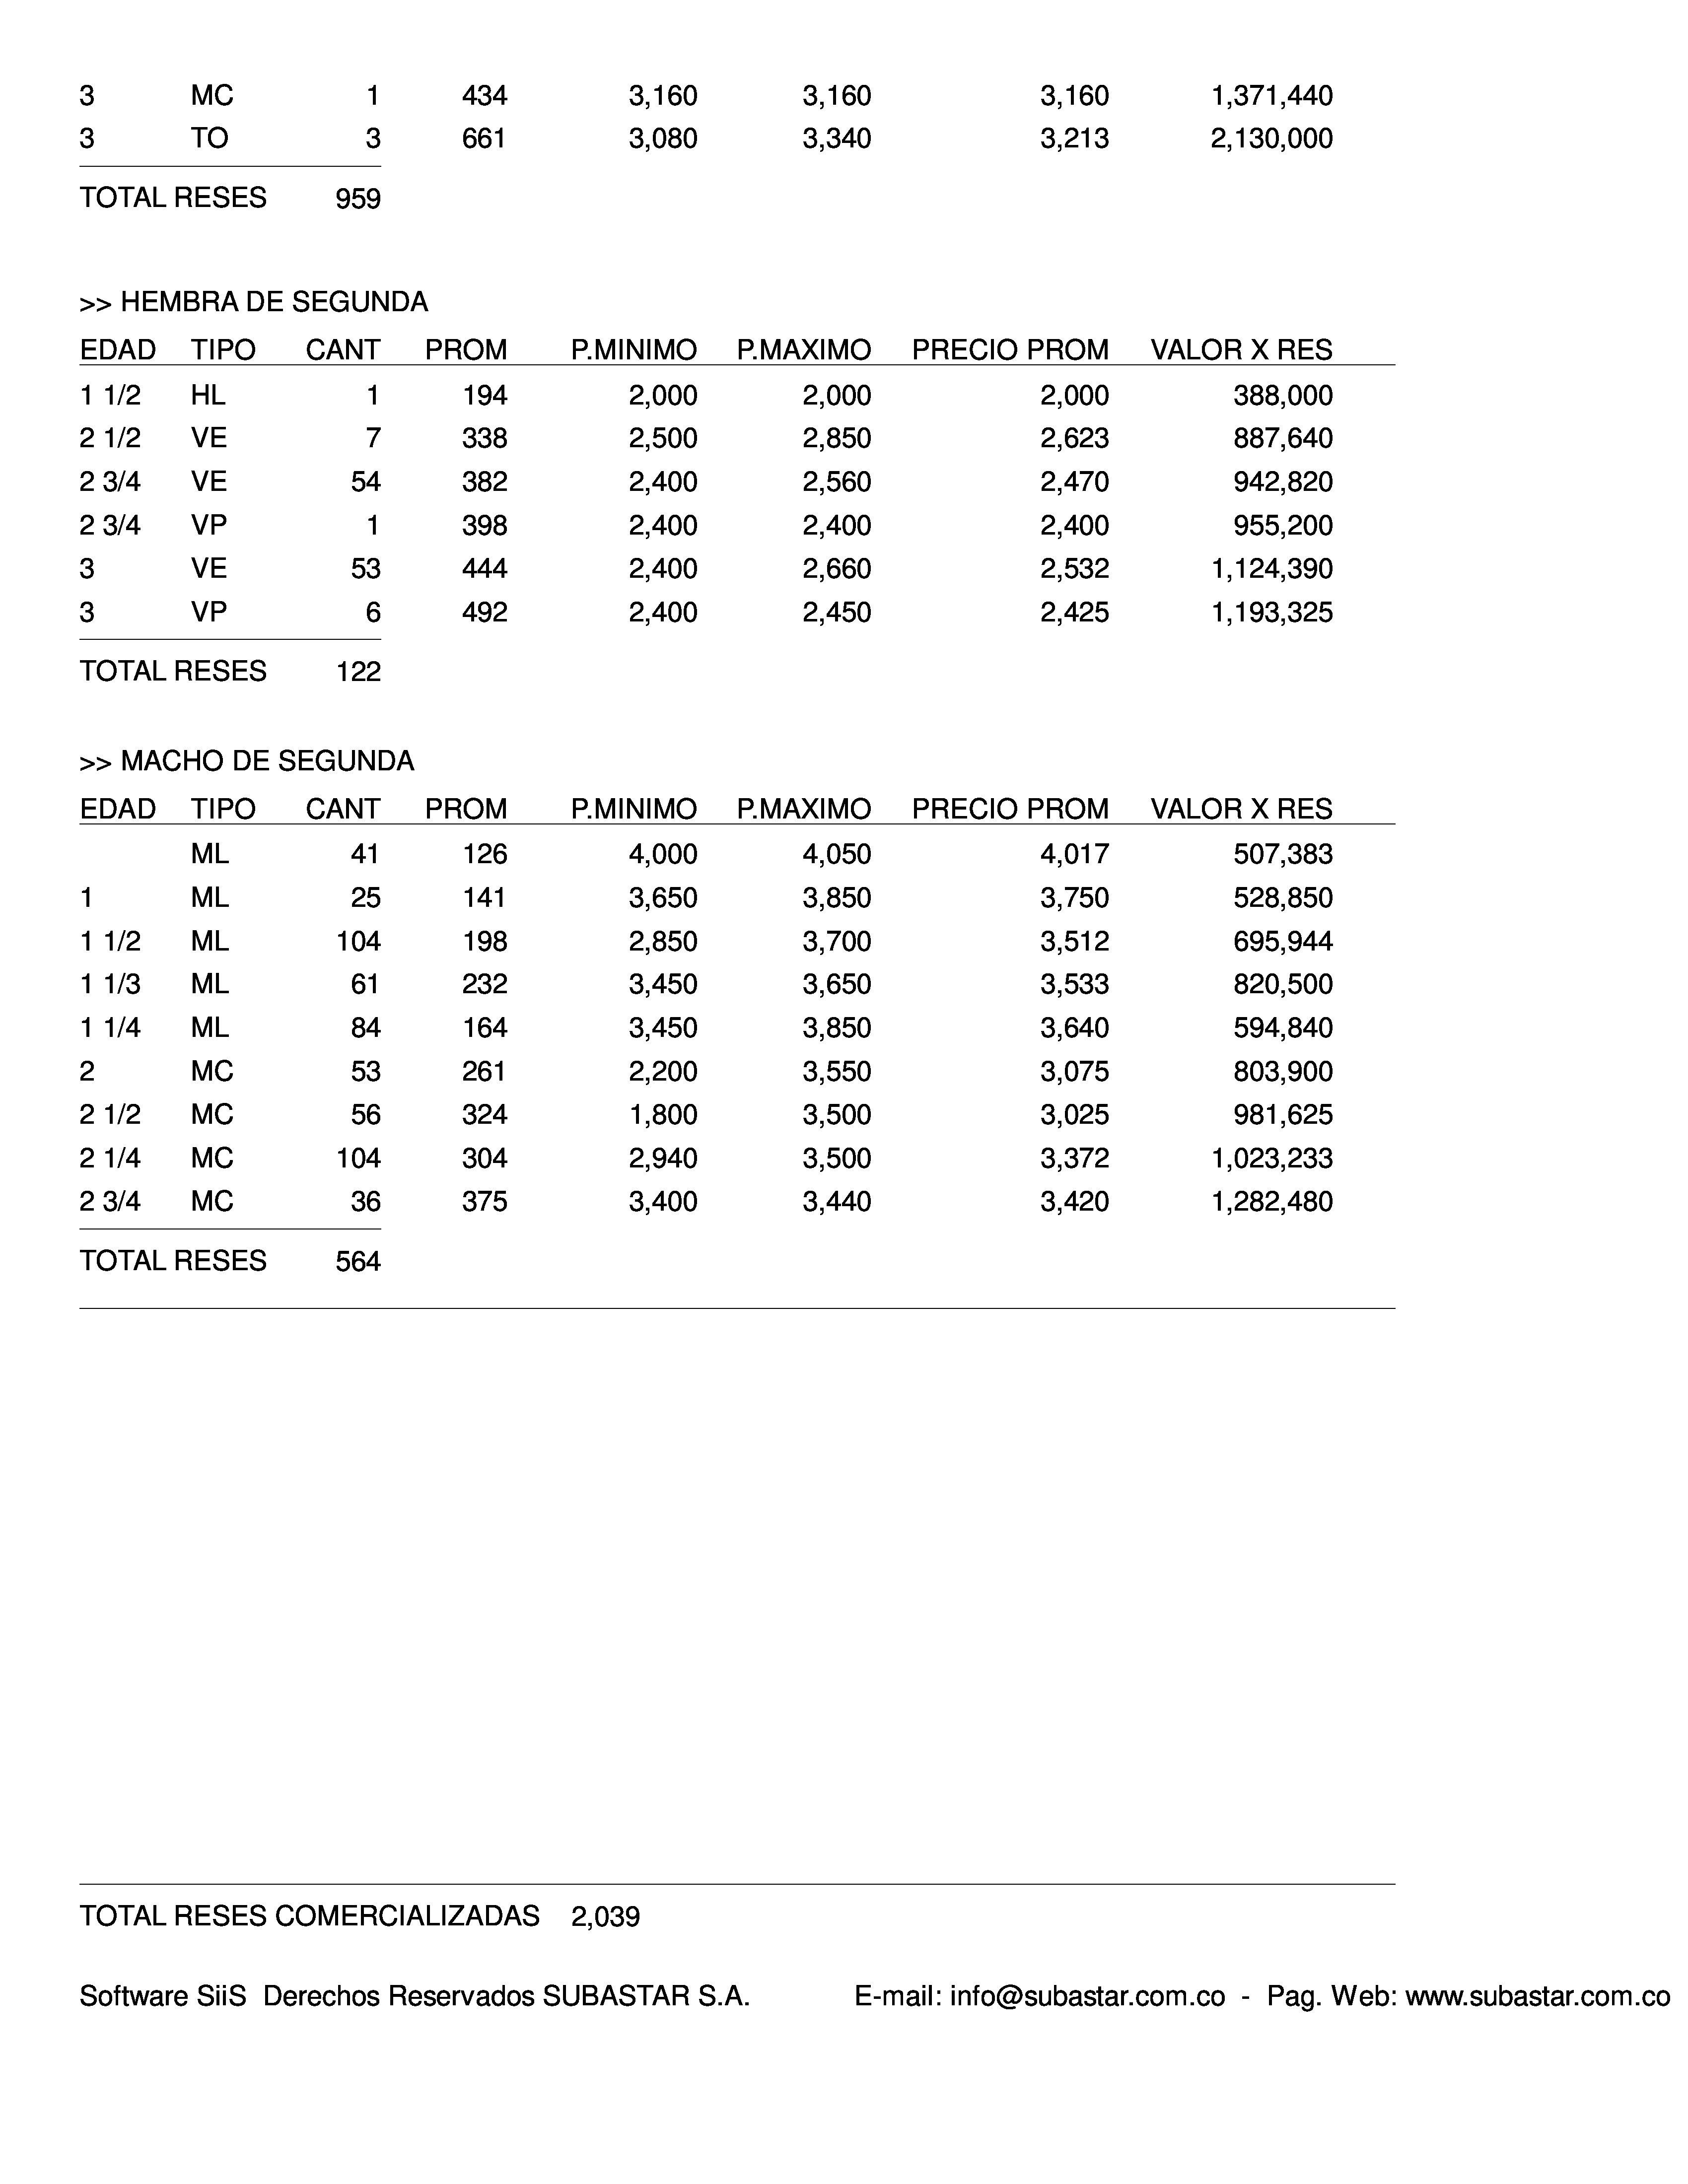 3 MC 1 434 3,160 3,160 3,160 1,371,440
3 TO 3 661 3,080 3,340 3,213 2,130,000
TOTAL RESES 959
>> HEMBRA DE SEGUNDA
EDAD TIPO CANT PROM P.MINIMO P.MAXIMO PRECIO PROM VALOR X RES
1 1/2 HL 1 194 2,000 2,000 2,000 388,000
2 1/2 VE 7 338 2,500 2,850 2,623 887,640
2 3/4 VE 54 382 2,400 2,560 2,470 942,820
2 3/4 VP 1 398 2,400 2,400 2,400 955,200
3 VE 53 444 2,400 2,660 2,532 1,124,390
3 VP 6 492 2,400 2,450 2,425 1,193,325
TOTAL RESES 122
>> MACHO DE SEGUNDA
EDAD TIPO CANT PROM P.MINIMO P.MAXIMO PRECIO PROM VALOR X RES
ML 41 126 4,000 4,050 4,017 507,383
1 ML 25 141 3,650 3,850 3,750 528,850
1 1/2 ML 104 198 2,850 3,700 3,512 695,944
1 1/3 ML 61 232 3,450 3,650 3,533 820,500
1 1/4 ML 84 164 3,450 3,850 3,640 594,840
2 MC 53 261 2,200 3,550 3,075 803,900
2 1/2 MC 56 324 1,800 3,500 3,025 981,625
2 1/4 MC 104 304 2,940 3,500 3,372 1,023,233
2 3/4 MC 36 375 3,400 3,440 3,420 1,282,480
TOTAL RESES 564
TOTAL RESES COMERCIALIZADAS 2,039
Software SiiS Derechos Reservados SUBASTAR S.A. E-mail: info@subastar.com.co - Pag. Web: www.subastar.com.co